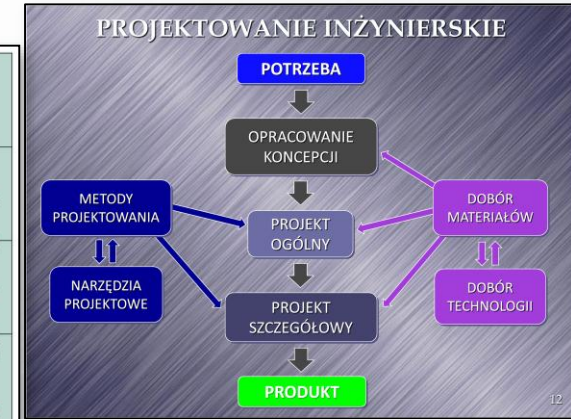 PROJEKTOWANIE INŻYNIERSKIE
POTRZEBA
OPRACOWANIE
KONCEPCJI
METODY
PROJEKTOWANIA
DOBÓR
MATERIAŁÓW
PROJEKT
OGÓLNY
NARZĘDZIA
PROJEKTOWE
DOBÓR
TECHNOLOGII
PROJEKT
SZCZEGÓŁOWY
PRODUKT
12